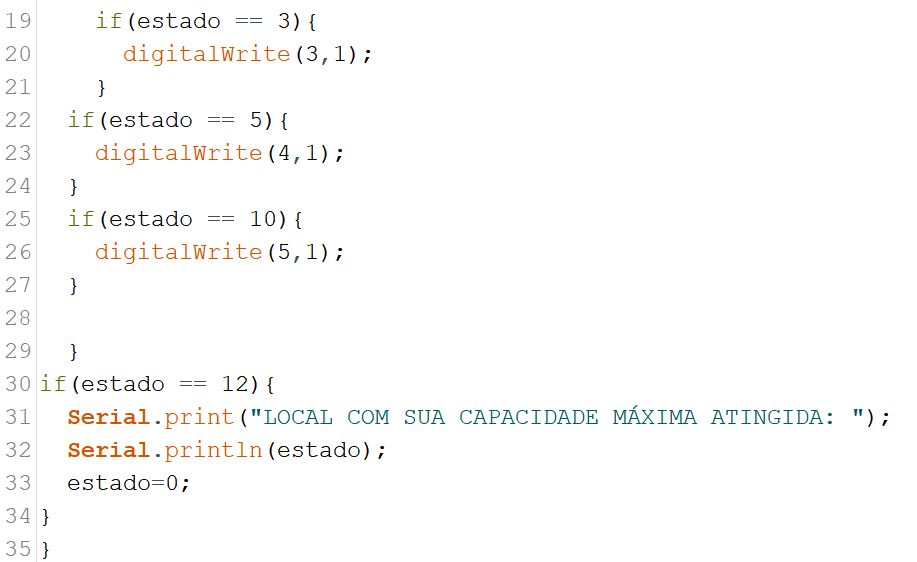 19     if(estado == 3){
20       digitalWrite(3,1);
21     }
22   if(estado == 5){
23     digitalWrite(4,1);
24   }
25   if(estado == 10){
26     digitalWrite(5,1);
27   }
28
29   }
30 if(estado == 12){
31   Serial.print("LOCAL COM SUA CAPACIDADE MÁXIMA ATINGIDA: ");
32   Serial.println(estado);
33   estado=0;
34 }
35 }